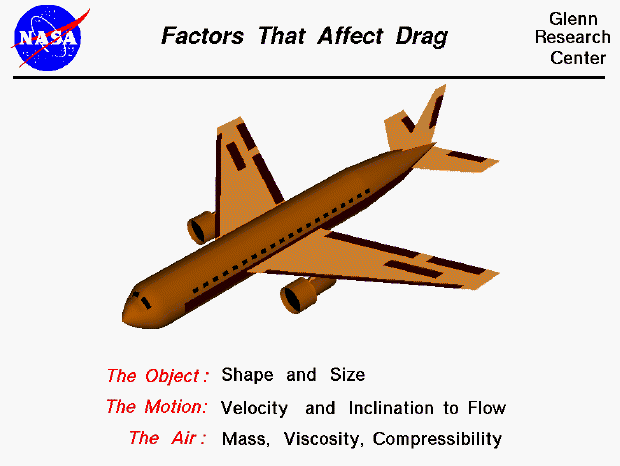 NASA
Factors That Affect Drag
Glenn
Research
Center
The Object: Shape and Size
The Motion: Velocity and Inclination to Flow
The Air: Mass, Viscosity, Compressibility